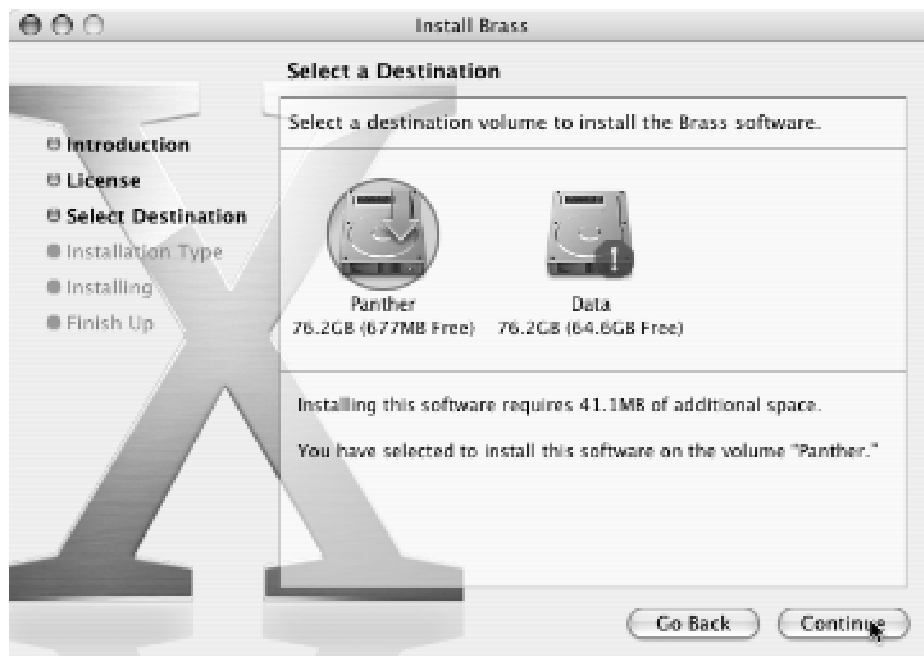 Install Brass
Select a Destination
Select a destination volume to install the Brass software.
Introduction
License
Select Destination
Installation Type
Installing
Finish Up
Panther
76.2GB (677MB Free)
Data
76.2GB (64.6GB Free)
Installing this software requires 41.1MB of additional space.
You have selected to install this software on the volume "Panther."
Go Back
Continue